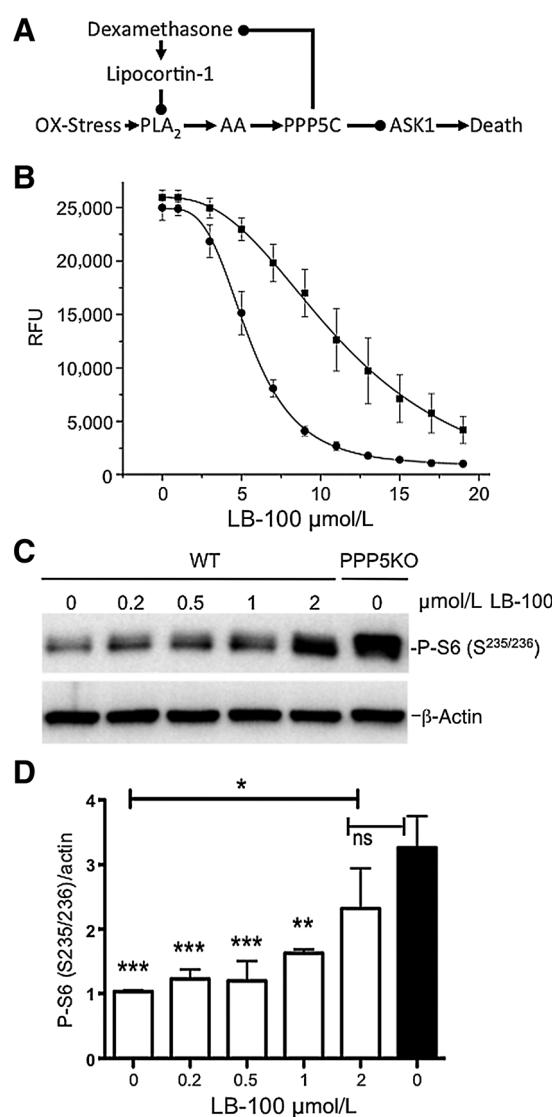 A
Dexamethasone
Lipocortin-1
OX-Stress PLA2 AA PPP5C ASK1 Death
B
25,000
20,000
15,000
10,000
5,000
0
RFU
0 5 10 15 20
LB-100 µmol/L
C
WT PPP5KO
0 0.2 0.5 1 2 0 µmol/L LB-100
-P-S6 (S235/236)
-β-Actin
D
*
4
ns
3
**
2
*** *** ***
1
0
P-S6 (S235/236)/actin
0 0.2 0.5 1 2 0
LB-100 µmol/L